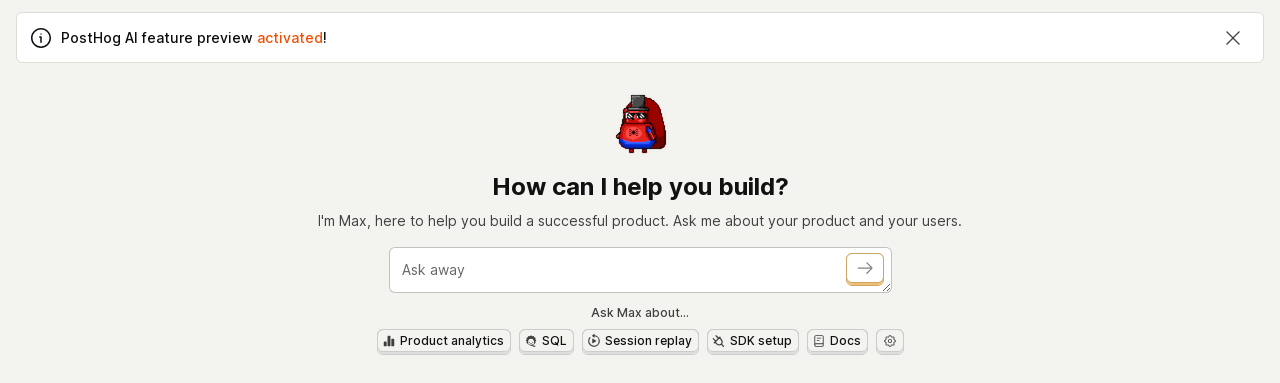 PostHog AI feature preview activated!
How can I help you build?
I'm Max, here to help you build a successful product. Ask me about your product and your users.
Ask away
Ask Max about...
Product analytics SQL Session replay SDK setup Docs